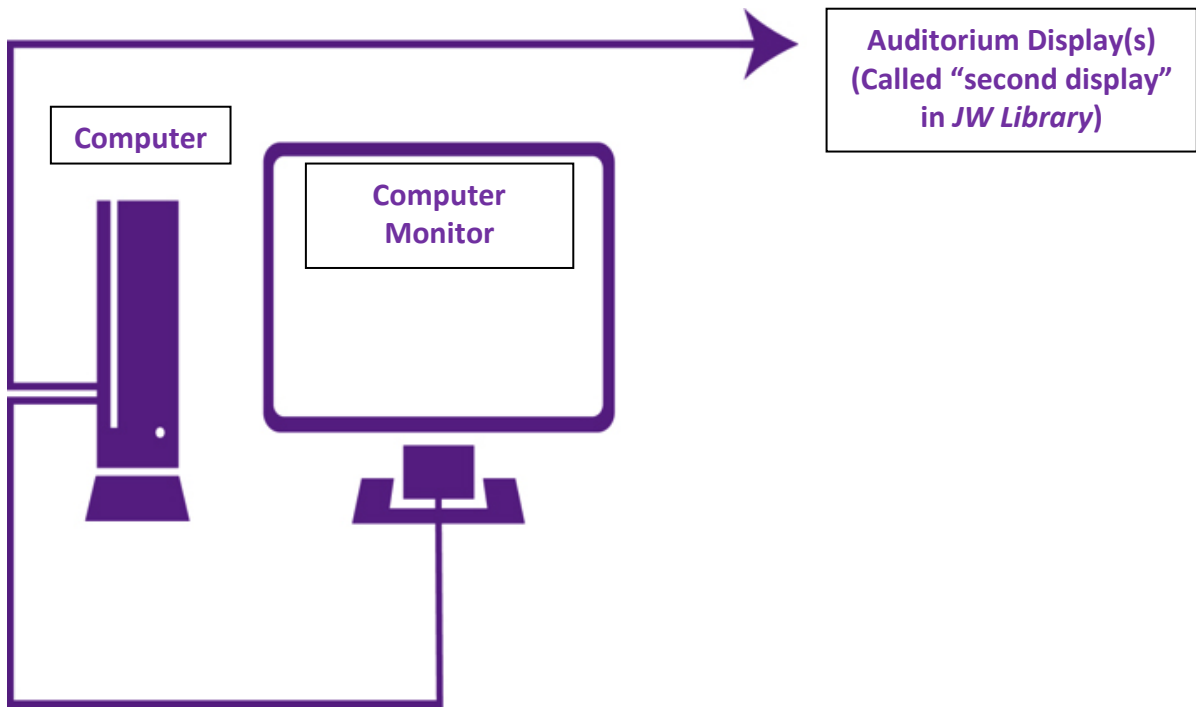 Auditorium Display(s)
(Called “second display”
in JW Library)
Computer
Computer
Monitor